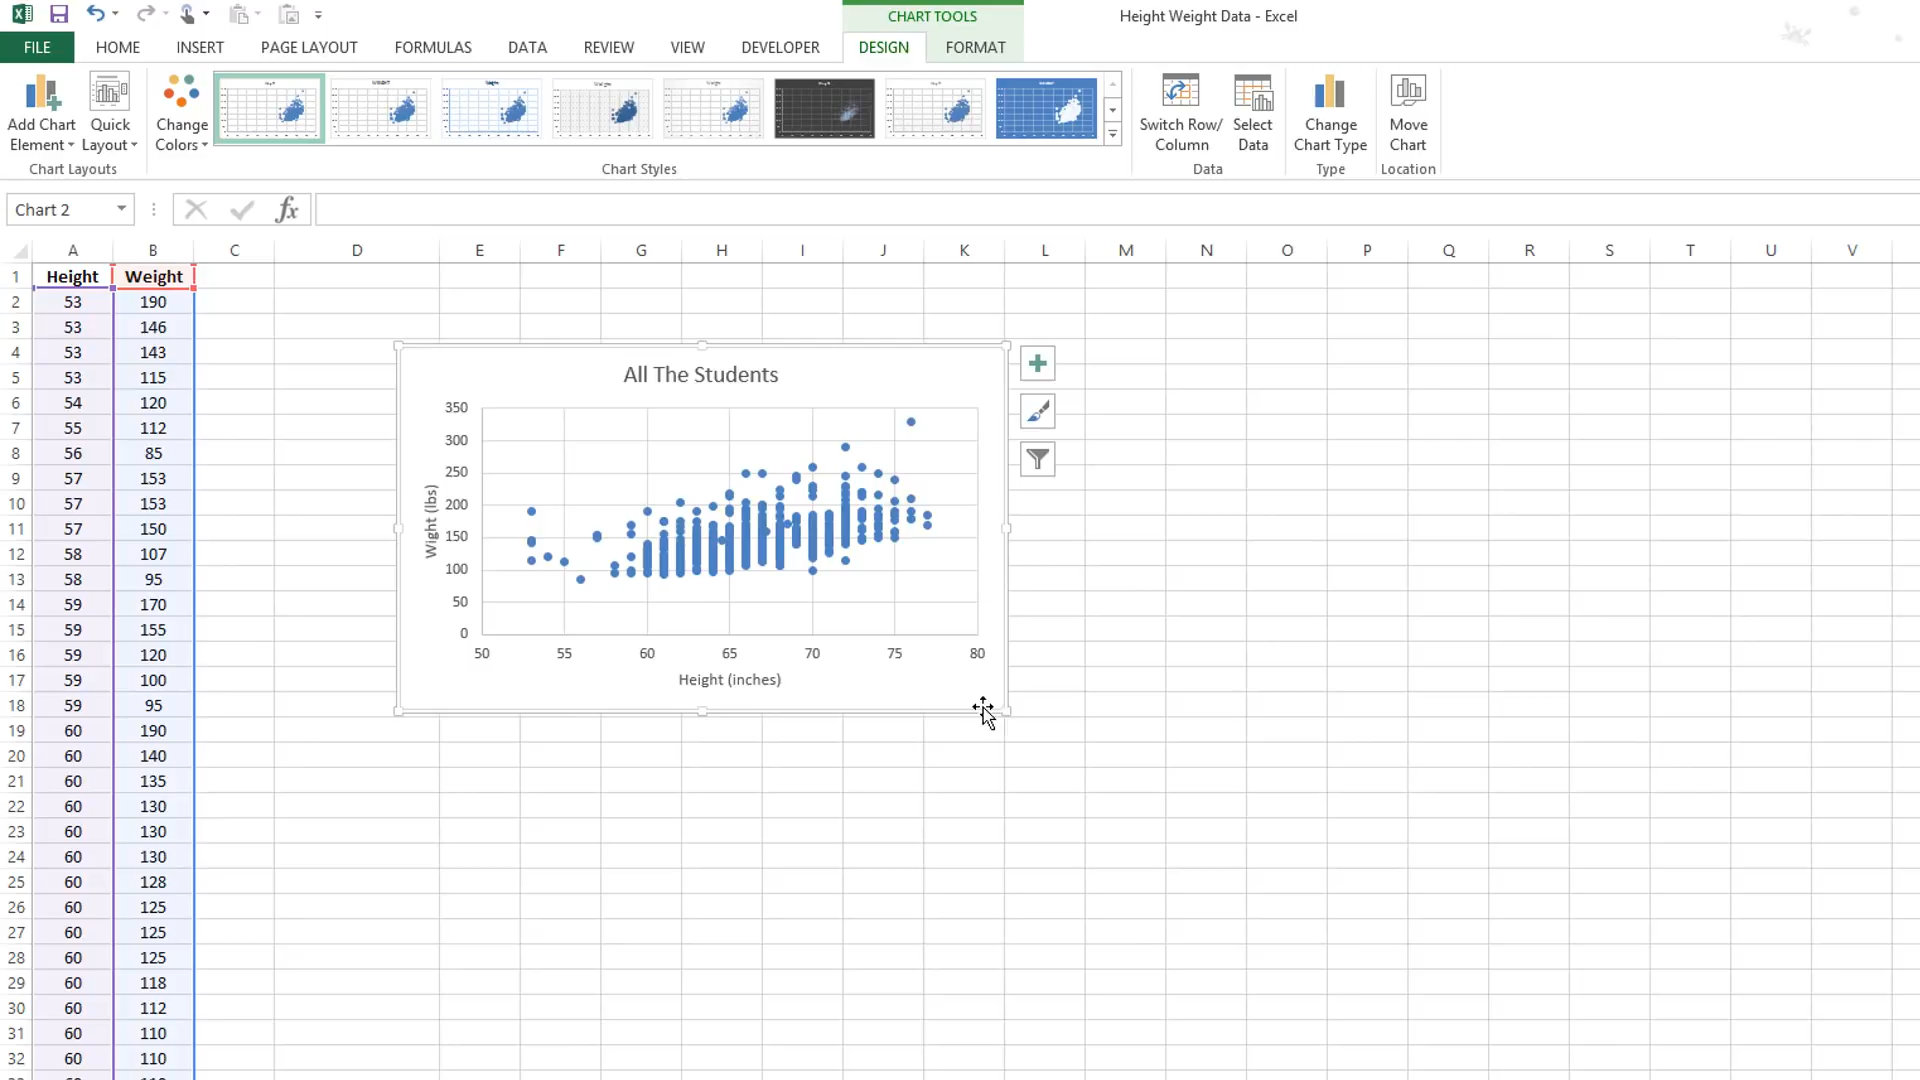 CHART TOOLS
Height Weight Data - Excel
FILE HOME INSERT PAGE LAYOUT FORMULAS DATA REVIEW VIEW DEVELOPER DESIGN FORMAT
Add Chart Element
Quick Layout
Change Colors
Switch Row/ Column
Select Data
Change Chart Type
Move Chart
Chart Layouts Chart Styles Data Type Location
Chart 2 fx
A B C D E F G H I J K L M N O P Q R S T U V
1 Height Weight
2 53 190
3 53 146
4 53 143
5 53 115
6 54 120
7 55 112
8 56 85
9 57 153
10 57 153
11 57 150
12 58 107
13 58 95
14 59 170
15 59 155
16 59 120
17 59 100
18 59 95
19 60 190
20 60 140
21 60 135
22 60 130
23 60 130
24 60 130
25 60 128
26 60 125
27 60 125
28 60 125
29 60 118
30 60 112
31 60 110
32 60 110
All The Students
350
300
250
200
150
100
50
0
Wight (lbs)
50 55 60 65 70 75 80
Height (inches)